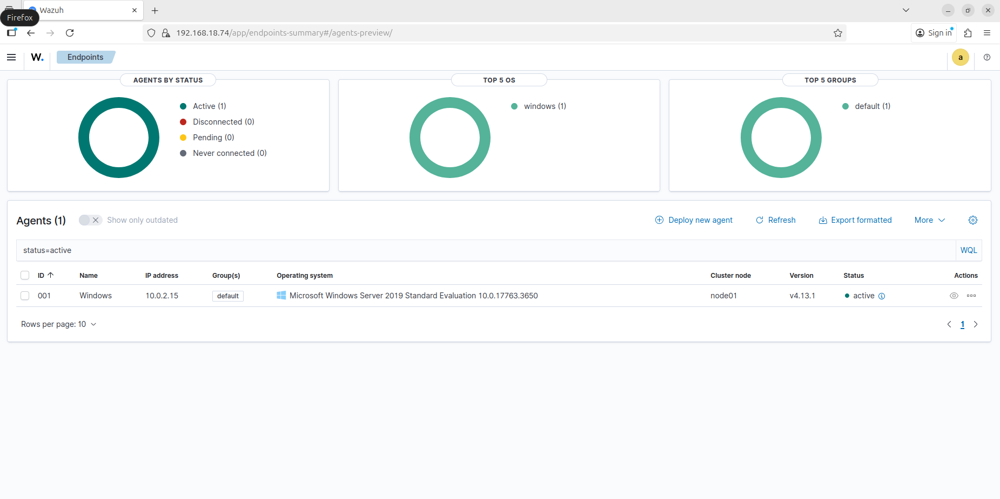 Wazuh
Firefox
192.168.18.74/app/endpoints-summary#/agents-preview/
Sign in
W.
Endpoints
a
AGENTS BY STATUS
Active (1)
Disconnected (0)
Pending (0)
Never connected (0)
TOP 5 OS
windows (1)
TOP 5 GROUPS
default (1)
Agents (1)
Show only outdated
Deploy new agent
Refresh
Export formatted
More
status=active
WQL
ID Name IP address Group(s) Operating system Cluster node Version Status Actions
001 Windows 10.0.2.15 default Microsoft Windows Server 2019 Standard Evaluation 10.0.17763.3650 node01 v4.13.1 active
Rows per page: 10
1